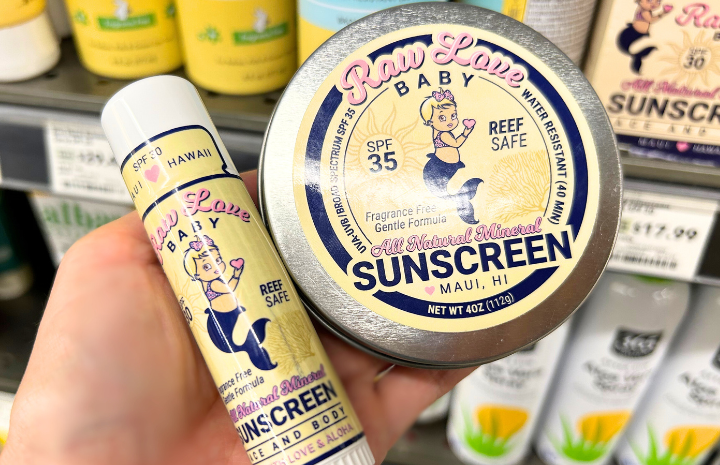 SPF 30
MAUI HAWAII
Raw Love
BABY
REEF
SAFE
Fragrance Free
Gentle Formula
All Natural Mineral
SUNSCREEN
FACE AND BODY
LOVE & ALOHA
Raw Love
BABY
UVA-UVB/BROAD SPECTRUM SPF 35
WATER RESISTANT (40 MIN)
SPF
35
REEF
SAFE
Fragrance Free
Gentle Formula
All Natural Mineral
SUNSCREEN
MAUI, HI
NET WT 4OZ (112g)
SPF
30
All Natural
SUNSCRE
$17.99